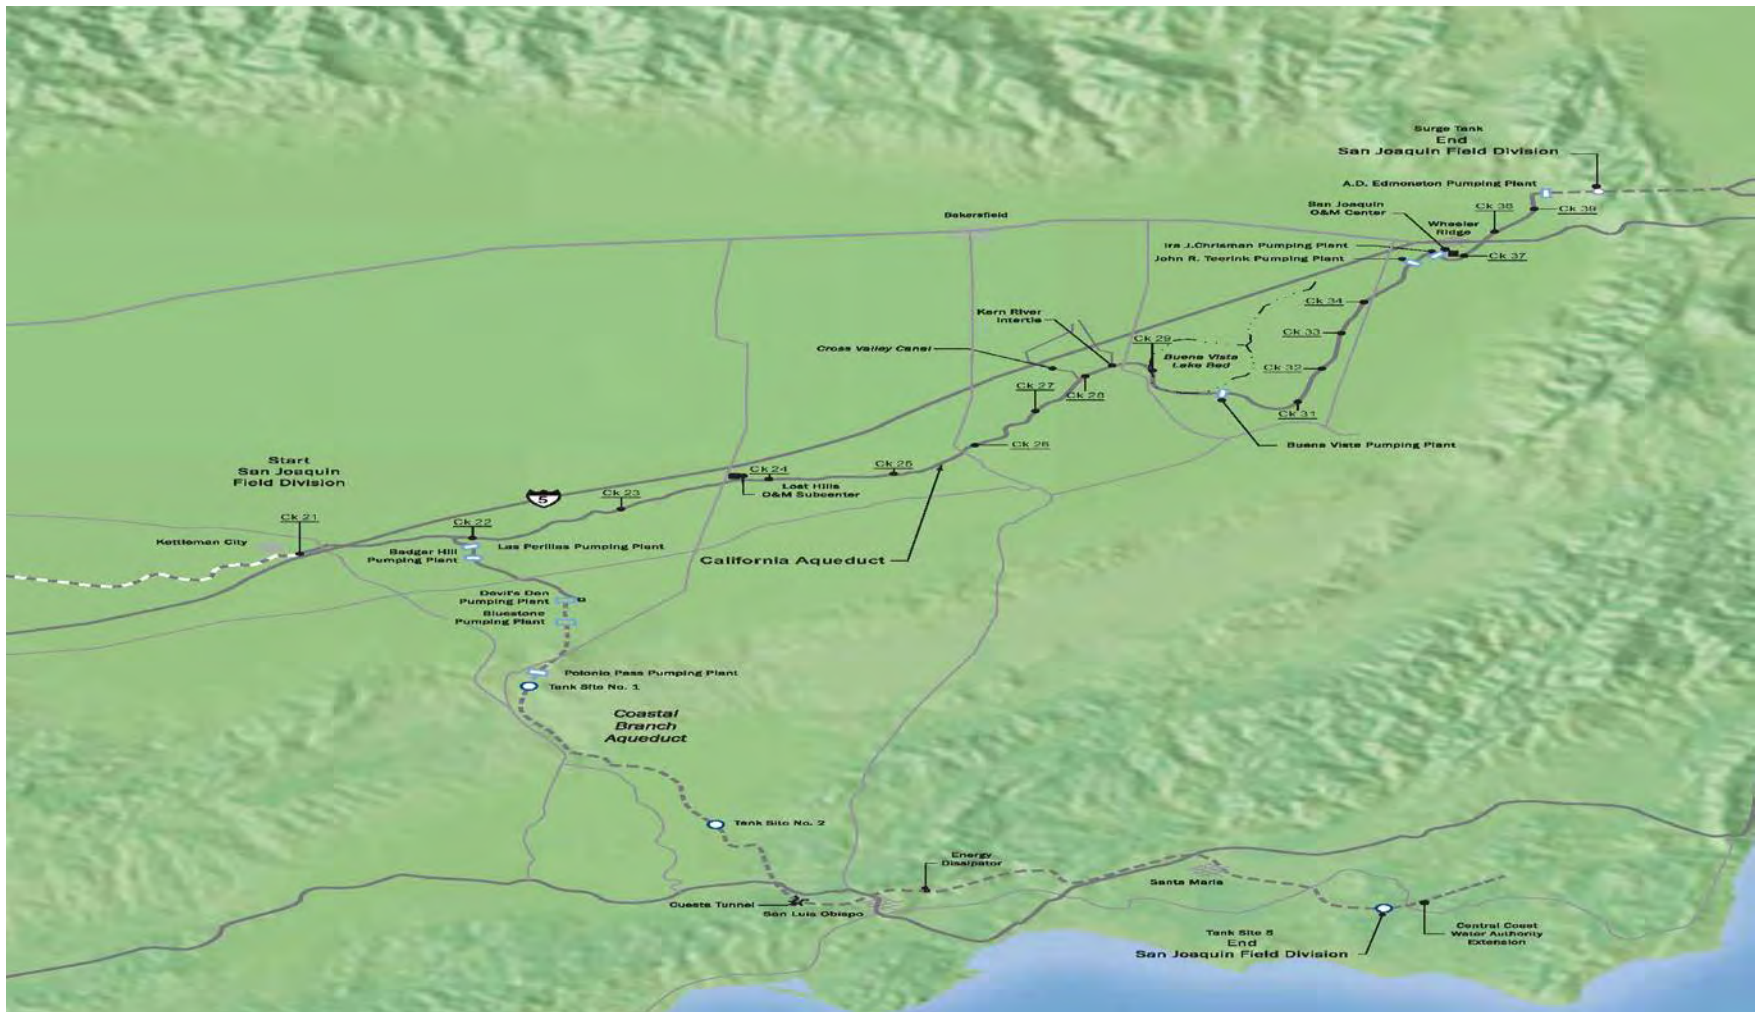 Surge Tank
End
San Joaquin Field Division
A.D. Edmonston Pumping Plant
San Joaquin
O&M Center
Ck 38
Ck 39
Wheeler
Ridge
Bakersfield
Ira J.Chrisman Pumping Plant
John R. Teerink Pumping Plant
Ck 37
Ck 34
Kern River
Intertie
Ck 33
Cross Valley Canal
Ck 29
Buena Vista
Lake Bed
Ck 32
Ck 27
Ck 28
Ck 31
Ck 26
Buena Vista Pumping Plant
Start
San Joaquin
Field Division
Ck 24
Ck 25
Lost Hills
O&M Subcenter
5
Ck 23
Ck 21
Ck 22
Kettleman City
Las Perillas Pumping Plant
Badger Hill
Pumping Plant
California Aqueduct
Devil's Den
Pumping Plant
Bluestone
Pumping Plant
Polonio Pass Pumping Plant
Tank Site No. 1
Coastal
Branch
Aqueduct
Tank Site No. 2
Energy
Dissipator
Santa Maria
Cuesta Tunnel
San Luis Obispo
Tank Site 5
End
San Joaquin Field Division
Central Coast
Water Authority
Extension